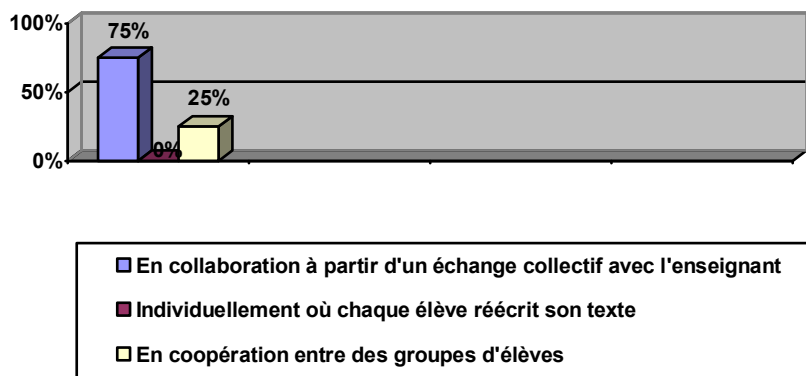 100%
75%
50%
25%
0%
0%
En collaboration à partir d'un échange collectif avec l'enseignant
Individuellement où chaque élève réécrit son texte
En coopération entre des groupes d'élèves